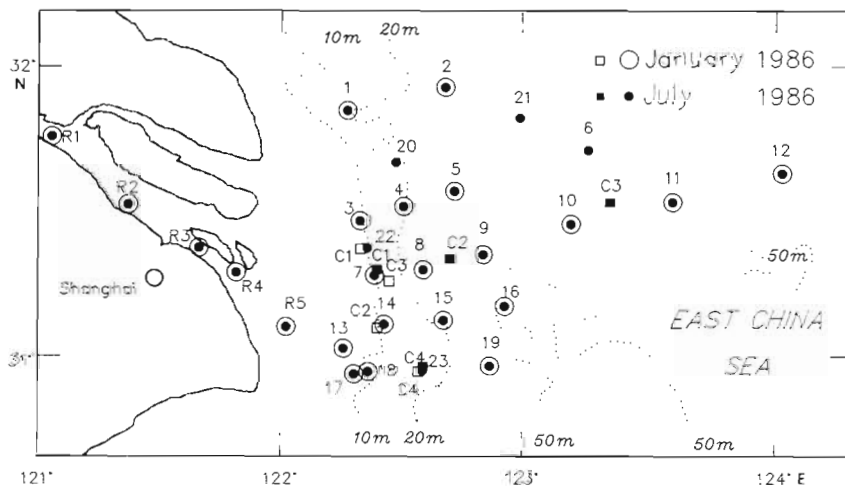 10m
20m
32°
N
□ ○ January 1986
■ ● July 1986
1
2
21
6
R1
20
12
R2
5
4
C3
11
3
10
R3
22
9
C1
C1
8
C2
50m
7
C3
Shanghai
R4
16
R5
C2
14
15
EAST CHINA
SEA
13
31°
C4
23
19
17
18
C4
10m
20m
50m
50m
121°
122°
123°
124° E